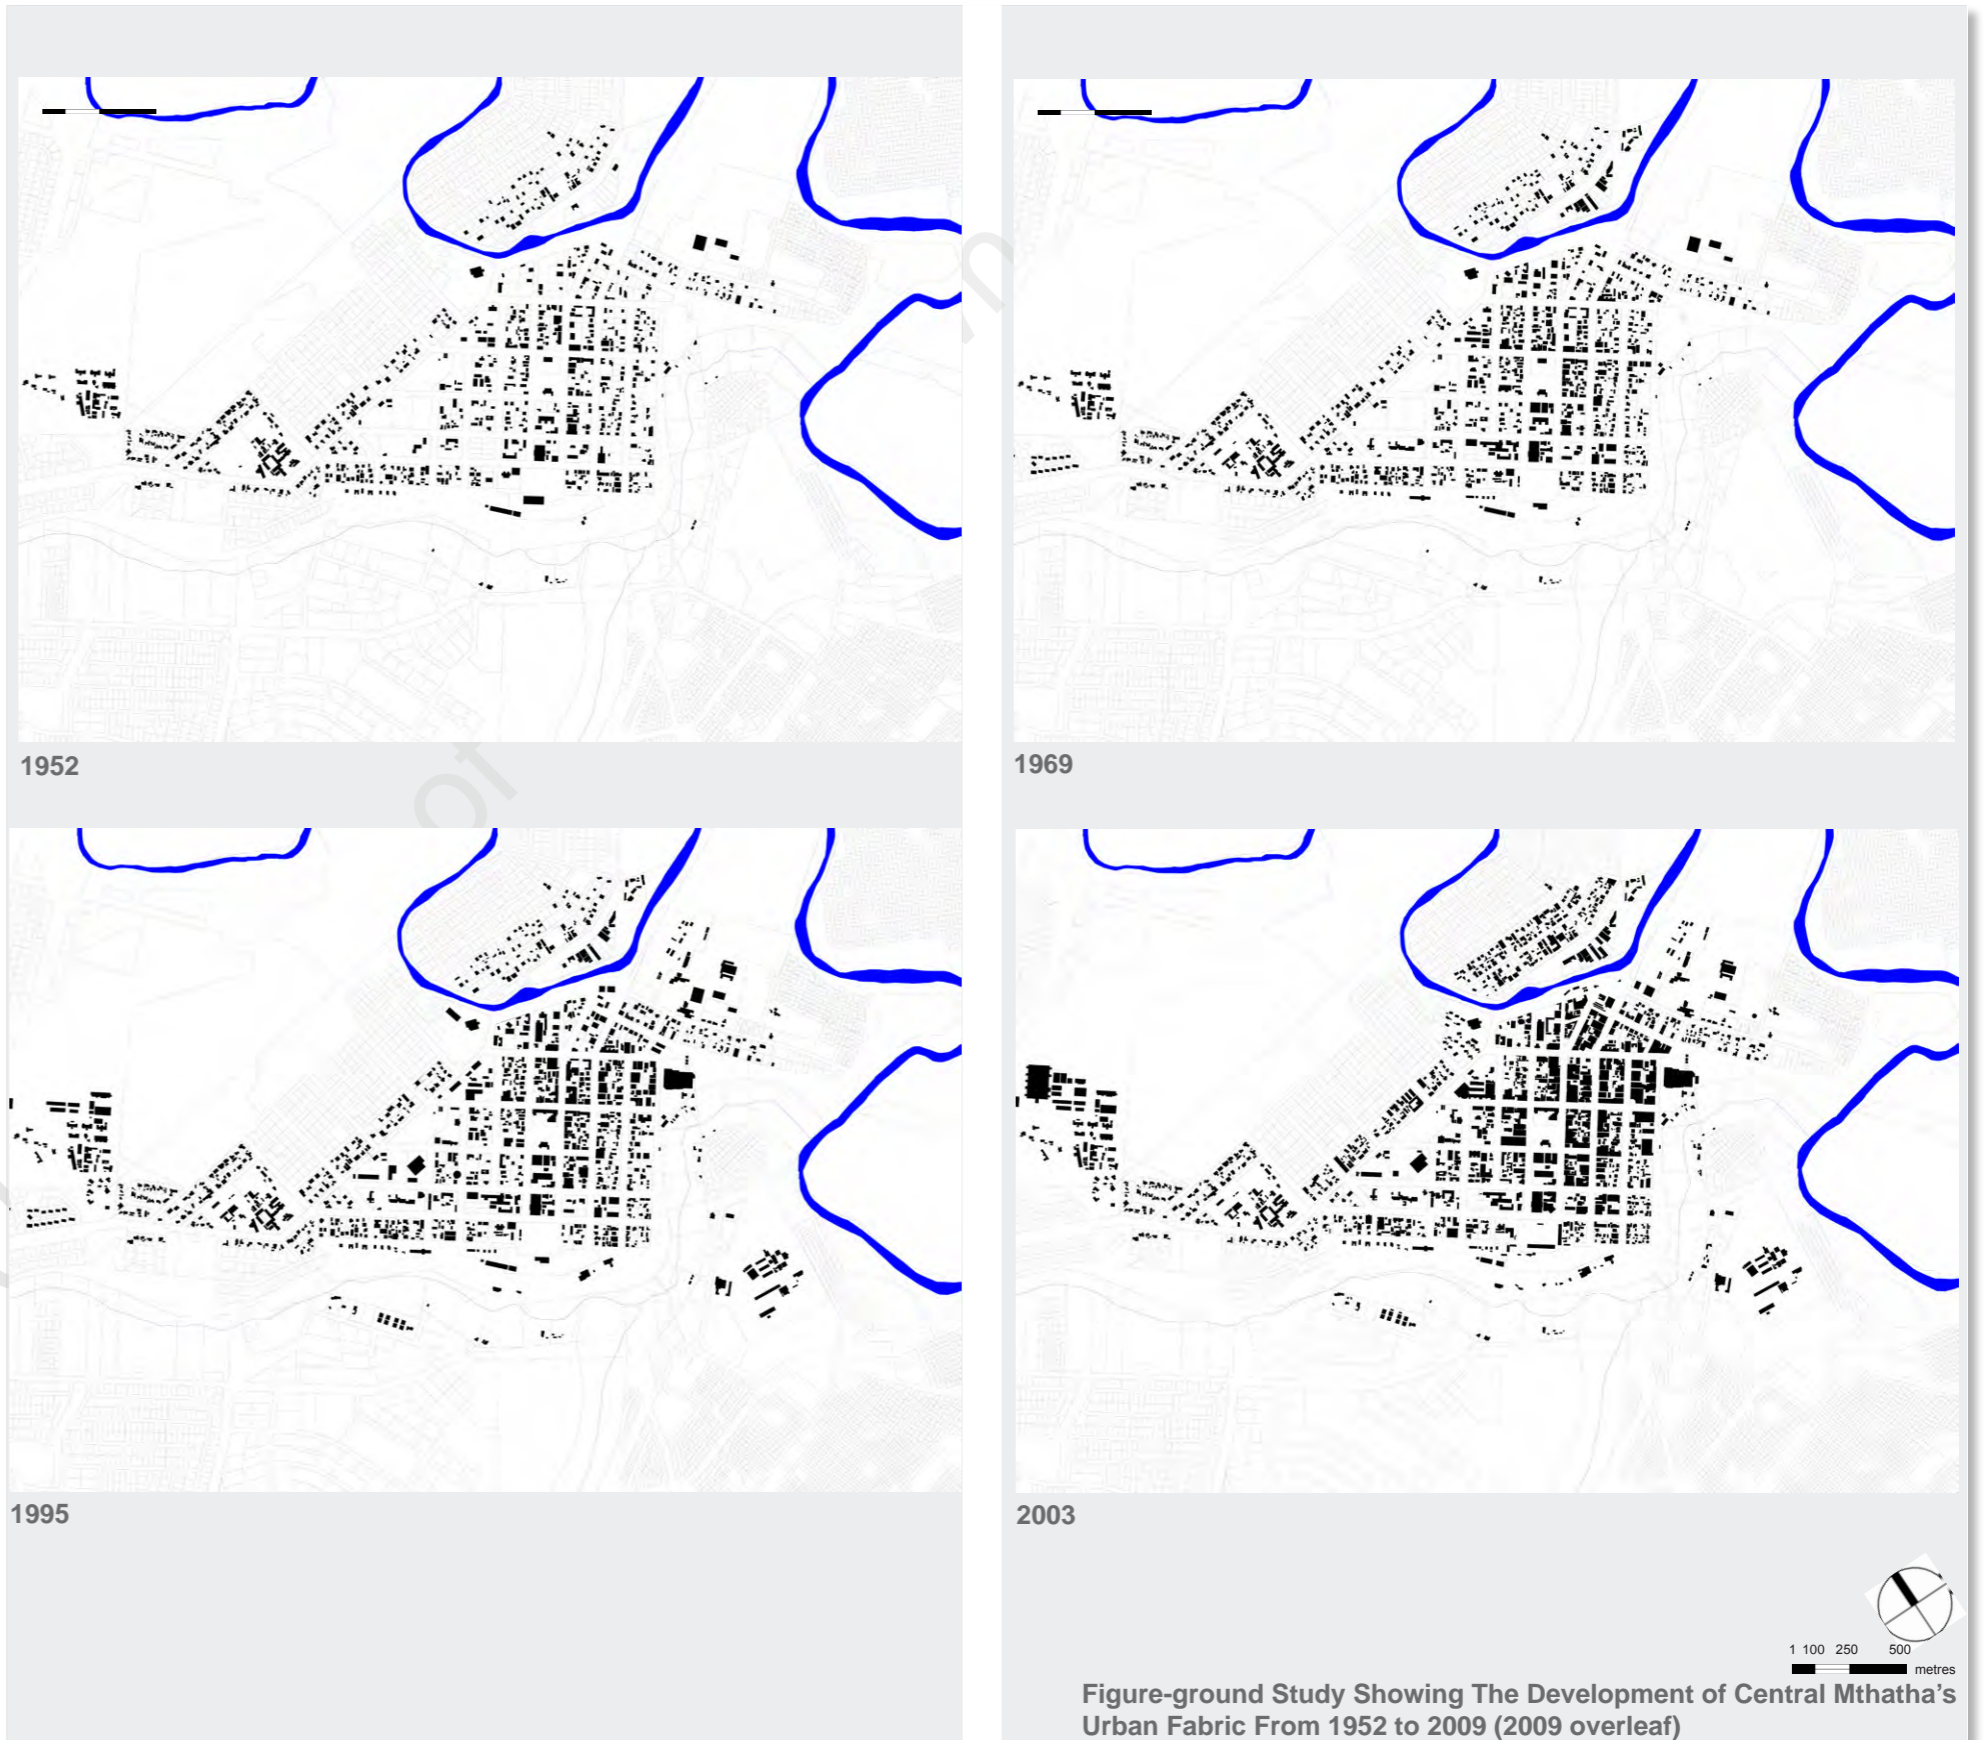 1952
1969
1995
2003
1 100 250 500
metres
Figure-ground Study Showing The Development of Central Mthatha's
Urban Fabric From 1952 to 2009 (2009 overleaf)
of